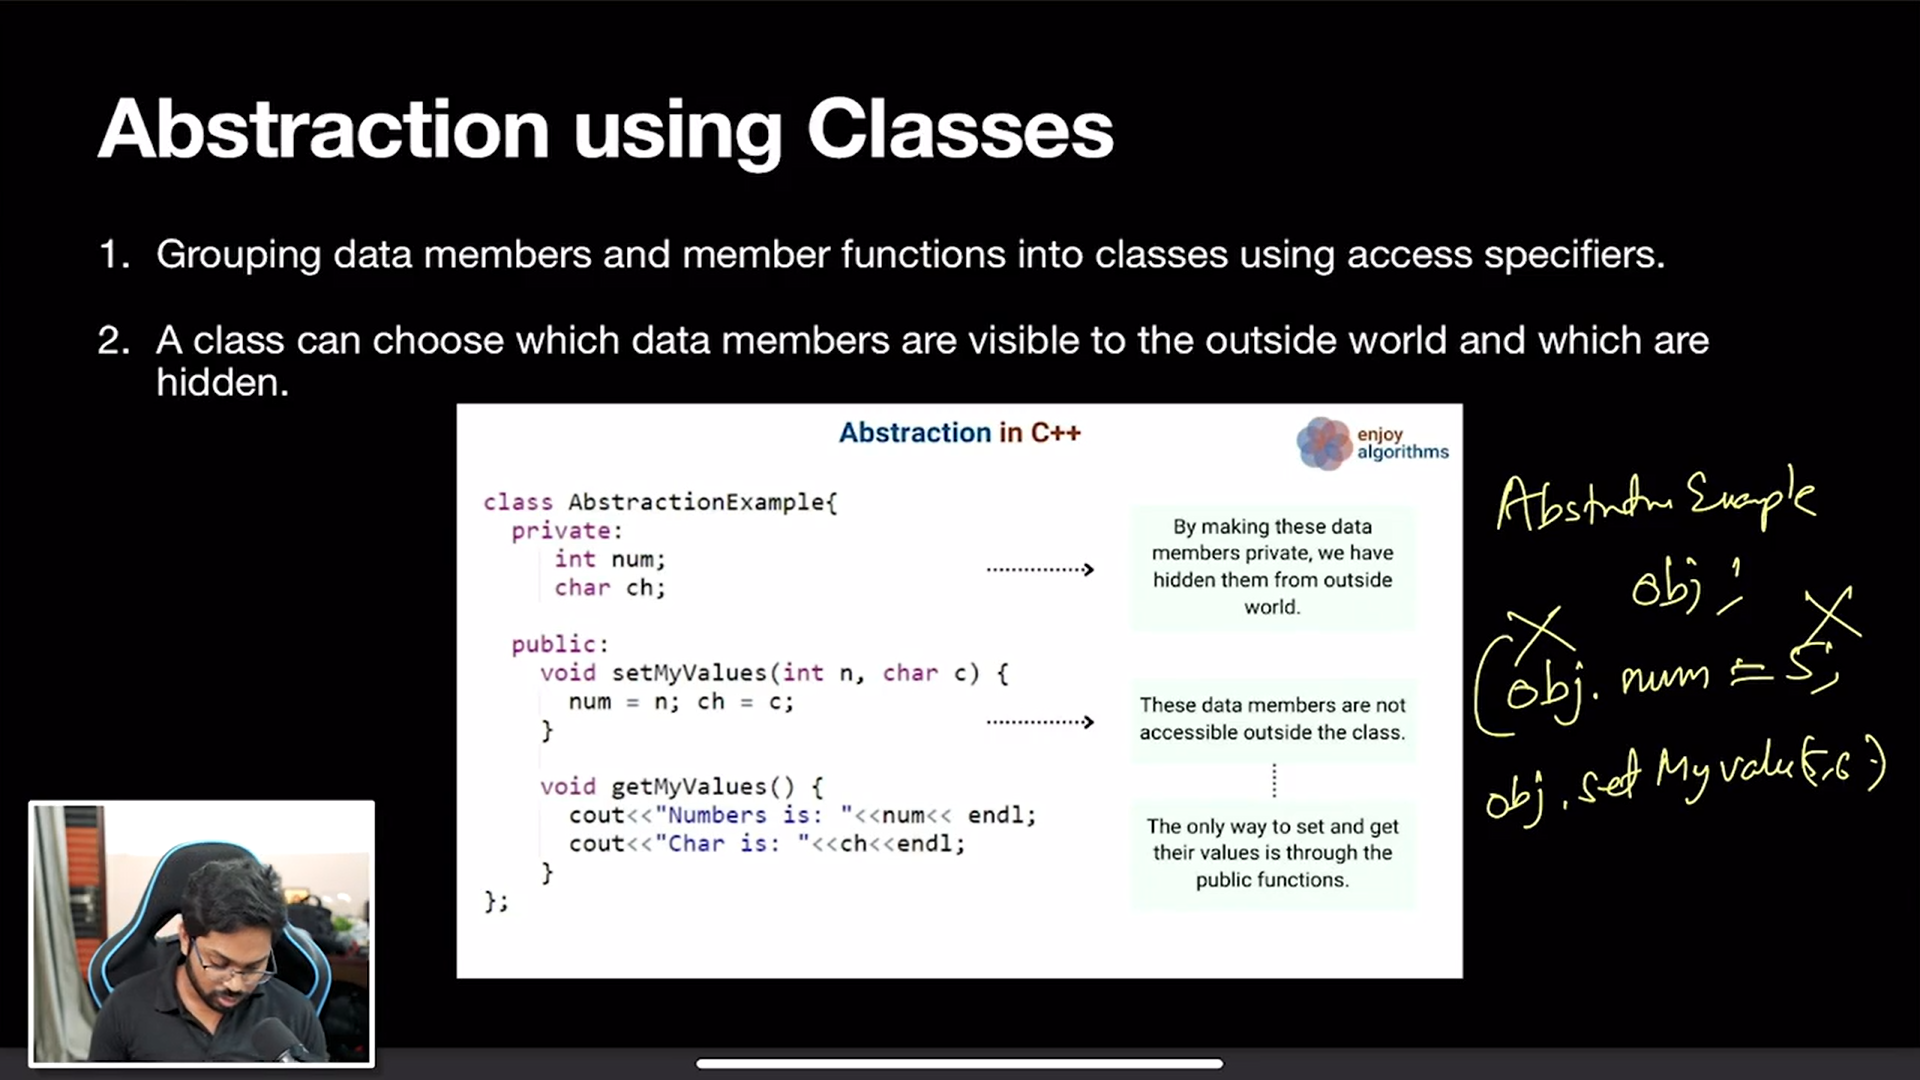 Abstraction using Classes
1. Grouping data members and member functions into classes using access specifiers.
2. A class can choose which data members are visible to the outside world and which are
hidden.
Abstraction in C++
enjoy
algorithms
class AbstractionExample{
private:
int num;
char ch;
public:
void setMyValues(int n, char c) {
num = n; ch = c;
}
void getMyValues() {
cout<<"Numbers is: "<<num<< endl;
cout<<"Char is: "<<ch<<endl;
}
};
By making these data
members private, we have
hidden them from outside
world.
These data members are not
accessible outside the class.
The only way to set and get
their values is through the
public functions.
Example
obj;
obj. num = 5;
obj.set My